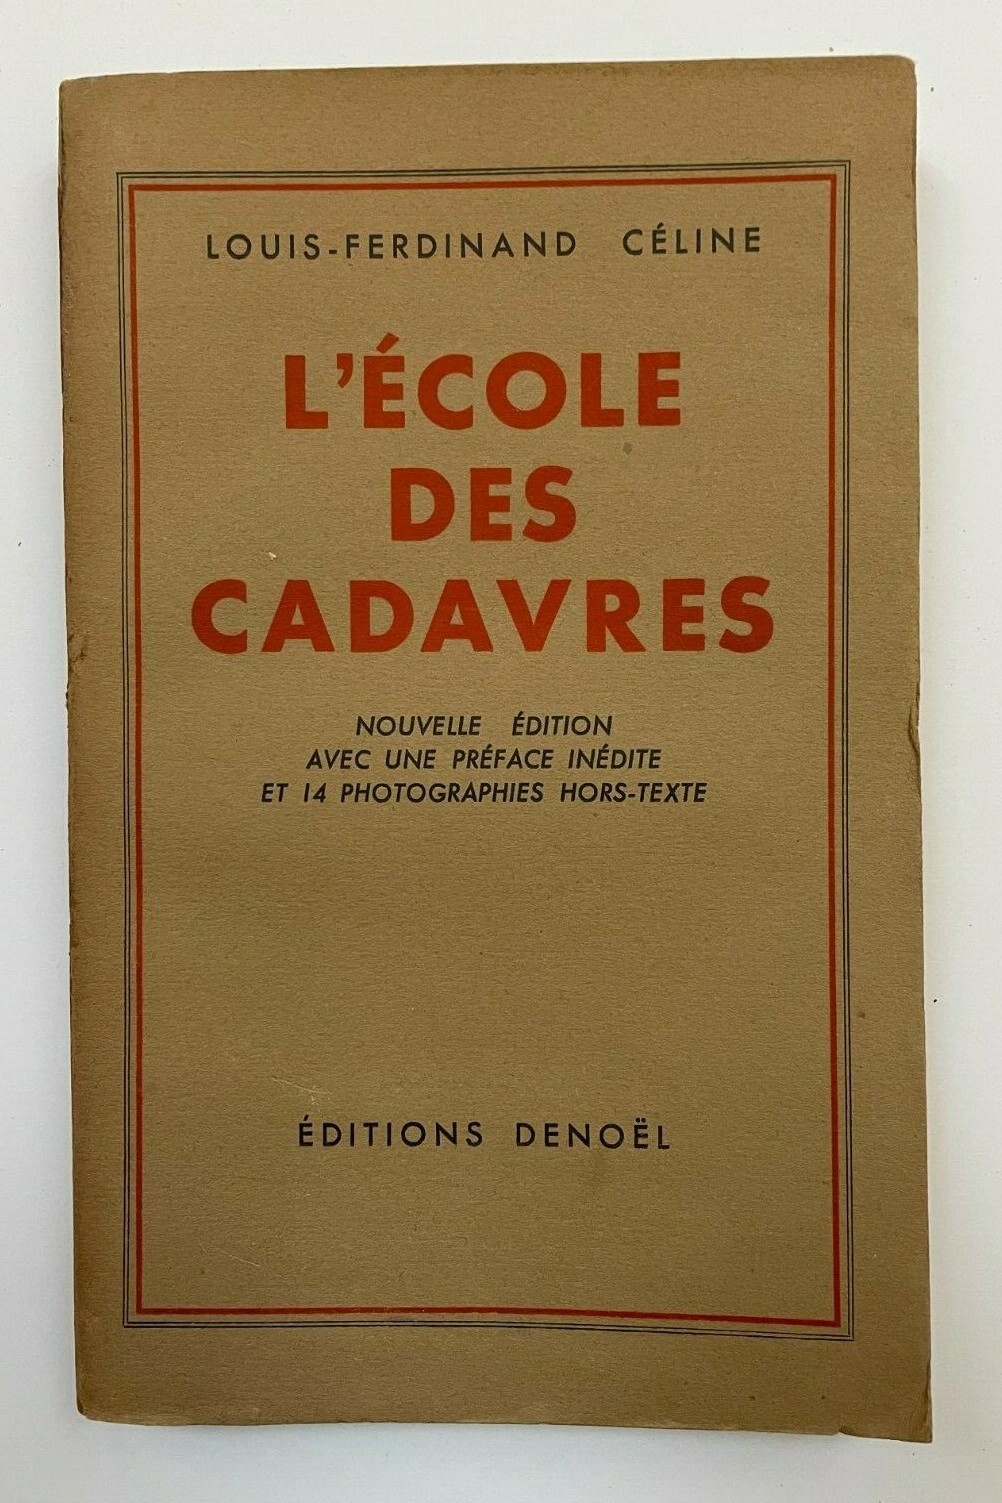 LOUIS-FERDINAND CÉLINE
L'ÉCOLE
DES
CADAVRES
NOUVELLE ÉDITION
AVEC UNE PRÉFACE INÉDITE
ET 14 PHOTOGRAPHIES HORS-TEXTE
ÉDITIONS DENOËL